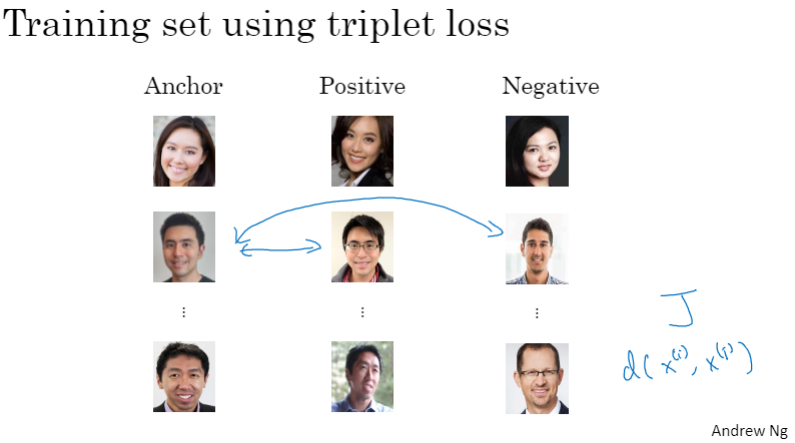 Training set using triplet loss
Anchor Positive Negative
⋮ ⋮ ⋮
J
d(x⁽ⁱ⁾, x⁽ʲ⁾)
Andrew Ng